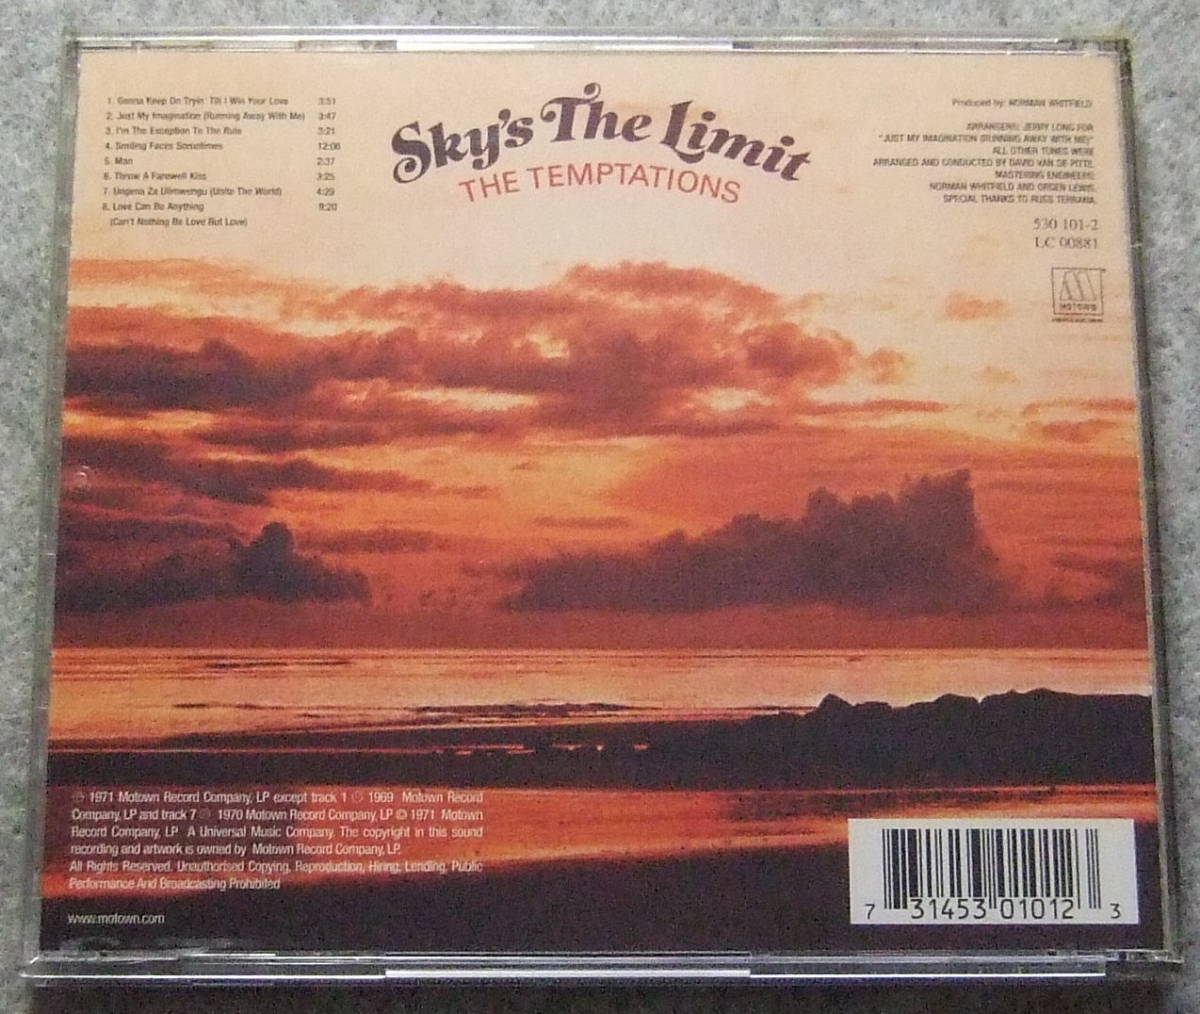 1. Gonna Keep On Tryin' Till I Win Your Love 3:51
2. Just My Imagination (Running Away With Me) 3:47
3. I'm The Exception To The Rule 3:21
4. Smiling Faces Sometimes 12:06
5. Man 2:37
6. Throw A Farewell Kiss 3:25
7. Ungena Za Ulimwengu (Unite The World) 4:29
8. Love Can Be Anything 9:20
(Can't Nothing Be Love But Love)
Sky's The Limit
THE TEMPTATIONS
Produced by: NORMAN WHITFIELD.
ARRANGERS: JERRY LONG FOR
"JUST MY IMAGINATION (RUNNING AWAY WITH ME)"
ALL OTHER TUNES WERE
ARRANGED AND CONDUCTED BY DAVID VAN DE PITTE.
MASTERING ENGINEERS:
NORMAN WHITFIELD AND ORSEN LEWIS.
SPECIAL THANKS TO RUSS TERRANA.
530 101-2
LC 00881
MOTOWN
℗ 1971 Motown Record Company, LP except track 1 ℗ 1969 Motown Record
Company, LP and track 7 ℗ 1970 Motown Record Company, LP © 1971 Motown
Record Company, LP A Universal Music Company. The copyright in this sound
recording and artwork is owned by Motown Record Company, LP.
All Rights Reserved. Unauthorised Copying, Reproduction, Hiring, Lending, Public
Performance And Broadcasting Prohibited
www.motown.com
7 31453 01012 3